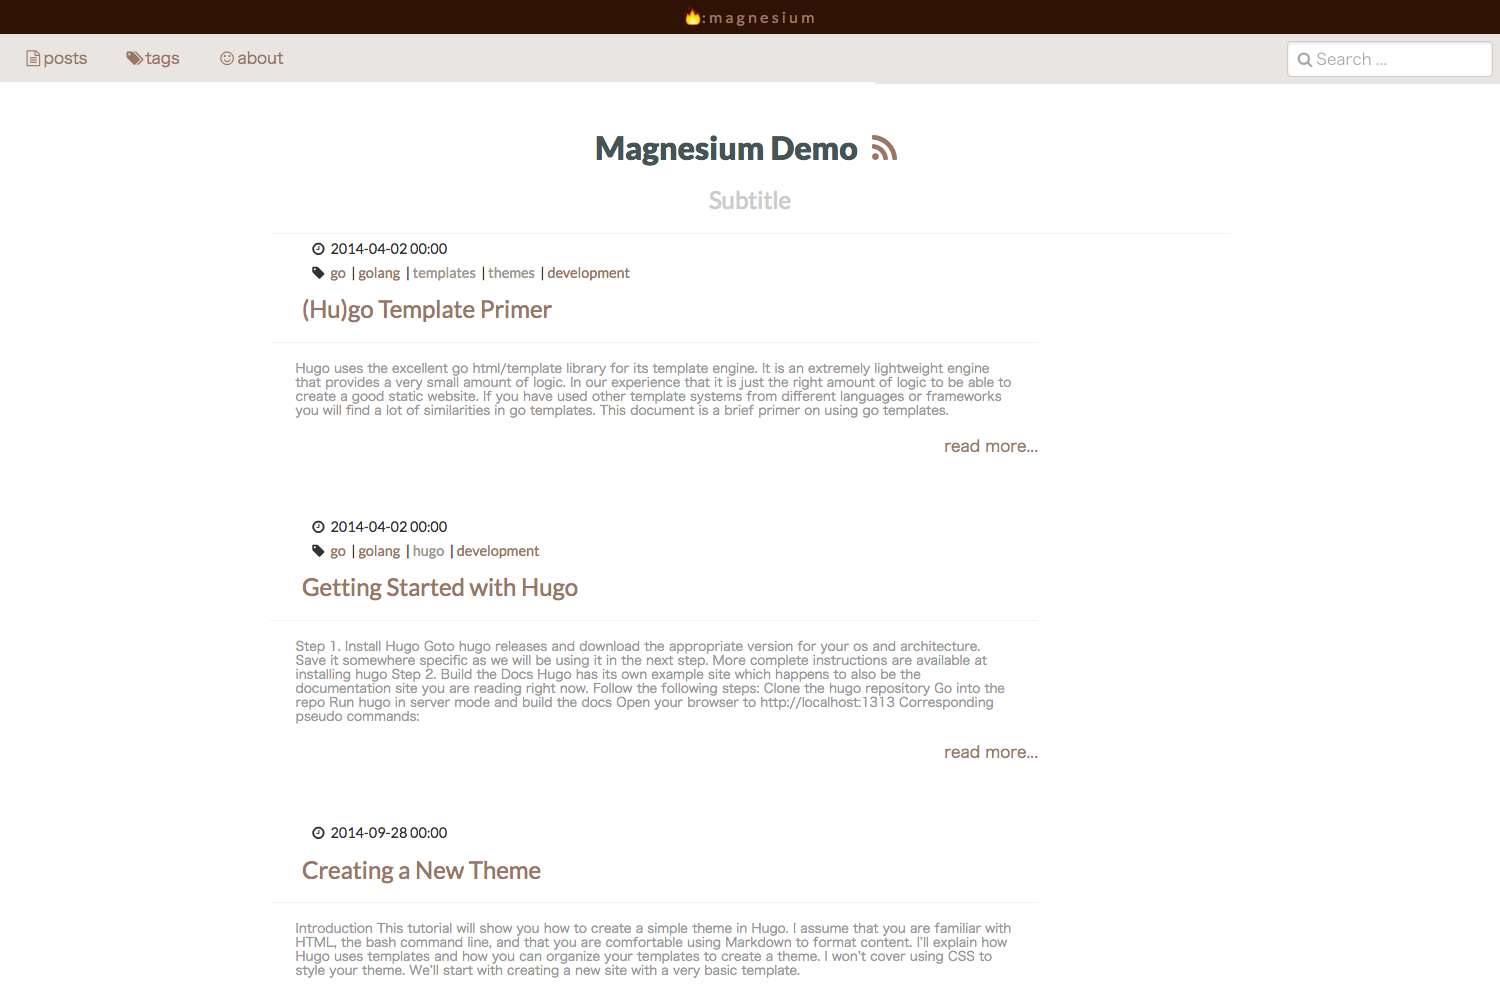 🔥:magnesium
posts tags about Search ...
Magnesium Demo
Subtitle
2014-04-02 00:00
go | golang | templates | themes | development
(Hu)go Template Primer
Hugo uses the excellent go html/template library for its template engine. It is an extremely lightweight engine
that provides a very small amount of logic. In our experience that it is just the right amount of logic to be able to
create a good static website. If you have used other template systems from different languages or frameworks
you will find a lot of similarities in go templates. This document is a brief primer on using go templates.
read more...
2014-04-02 00:00
go | golang | hugo | development
Getting Started with Hugo
Step 1. Install Hugo Goto hugo releases and download the appropriate version for your os and architecture.
Save it somewhere specific as we will be using it in the next step. More complete instructions are available at
installing hugo Step 2. Build the Docs Hugo has its own example site which happens to also be the
documentation site you are reading right now. Follow the following steps: Clone the hugo repository Go into the
repo Run hugo in server mode and build the docs Open your browser to http://localhost:1313 Corresponding
pseudo commands:
read more...
2014-09-28 00:00
Creating a New Theme
Introduction This tutorial will show you how to create a simple theme in Hugo. I assume that you are familiar with
HTML, the bash command line, and that you are comfortable using Markdown to format content. I'll explain how
Hugo uses templates and how you can organize your templates to create a theme. I won't cover using CSS to
style your theme. We'll start with creating a new site with a very basic template.